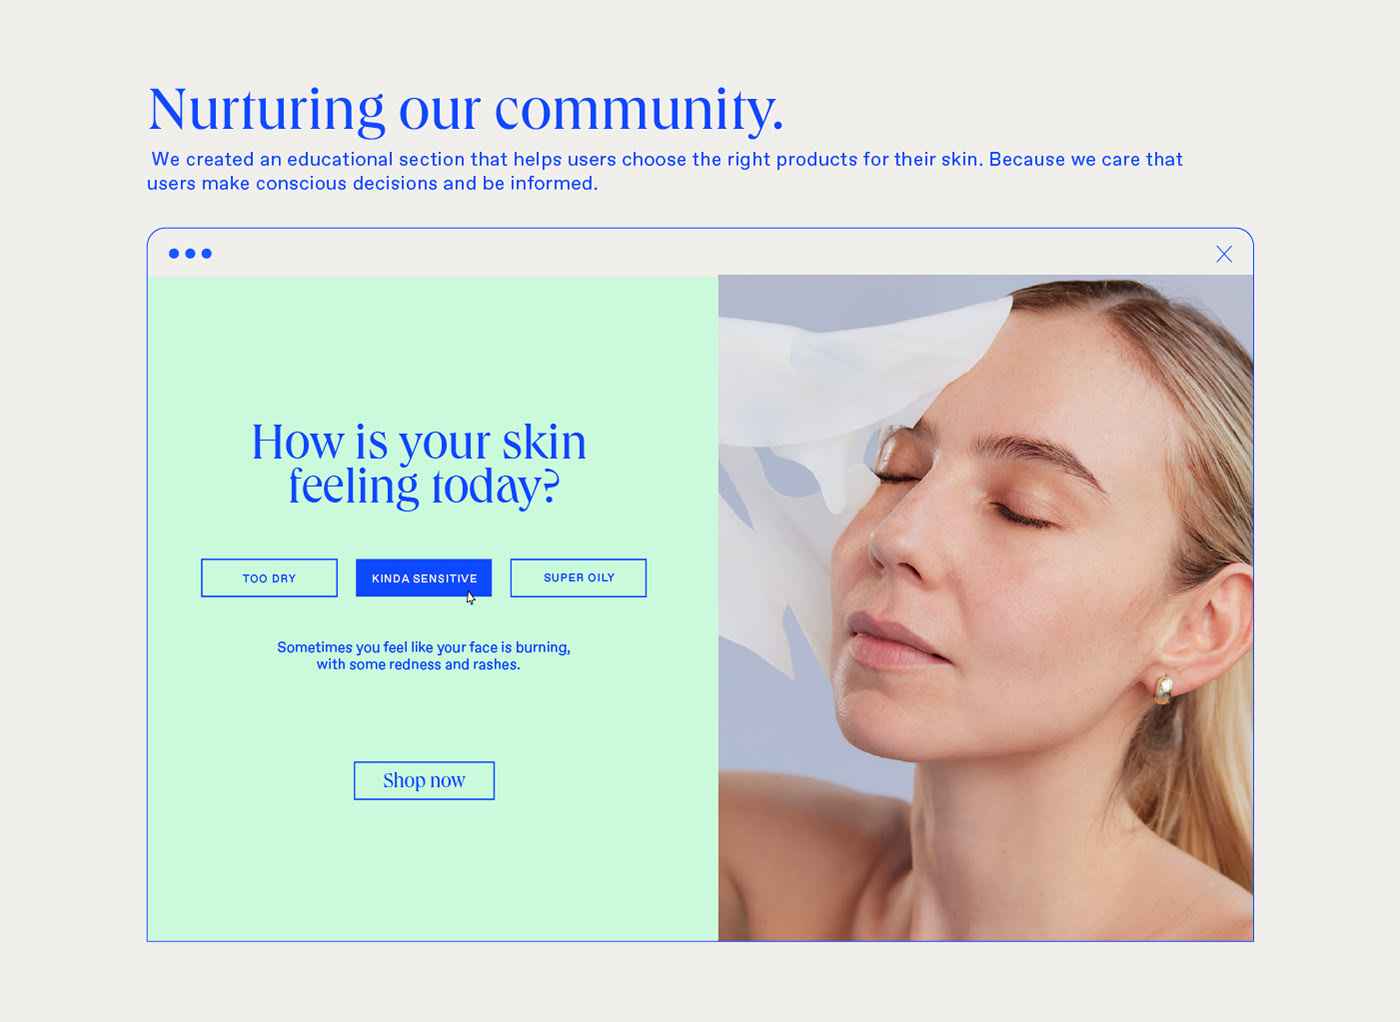 Nurturing our community.
We created an educational section that helps users choose the right products for their skin. Because we care that
users make conscious decisions and be informed.
How is your skin
feeling today?
TOO DRY
KINDA SENSITIVE
SUPER OILY
Sometimes you feel like your face is burning,
with some redness and rashes.
Shop now